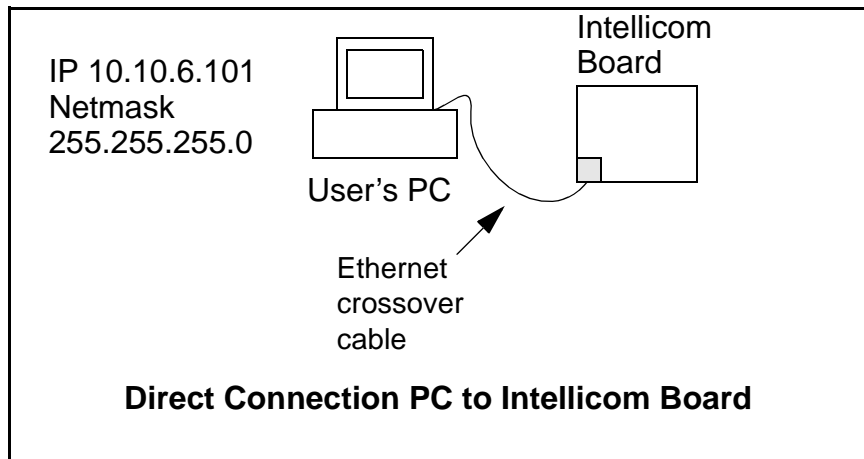 IP 10.10.6.101
Netmask
255.255.255.0
Intellicom
Board
User’s PC
Ethernet
crossover
cable
Direct Connection PC to Intellicom Board